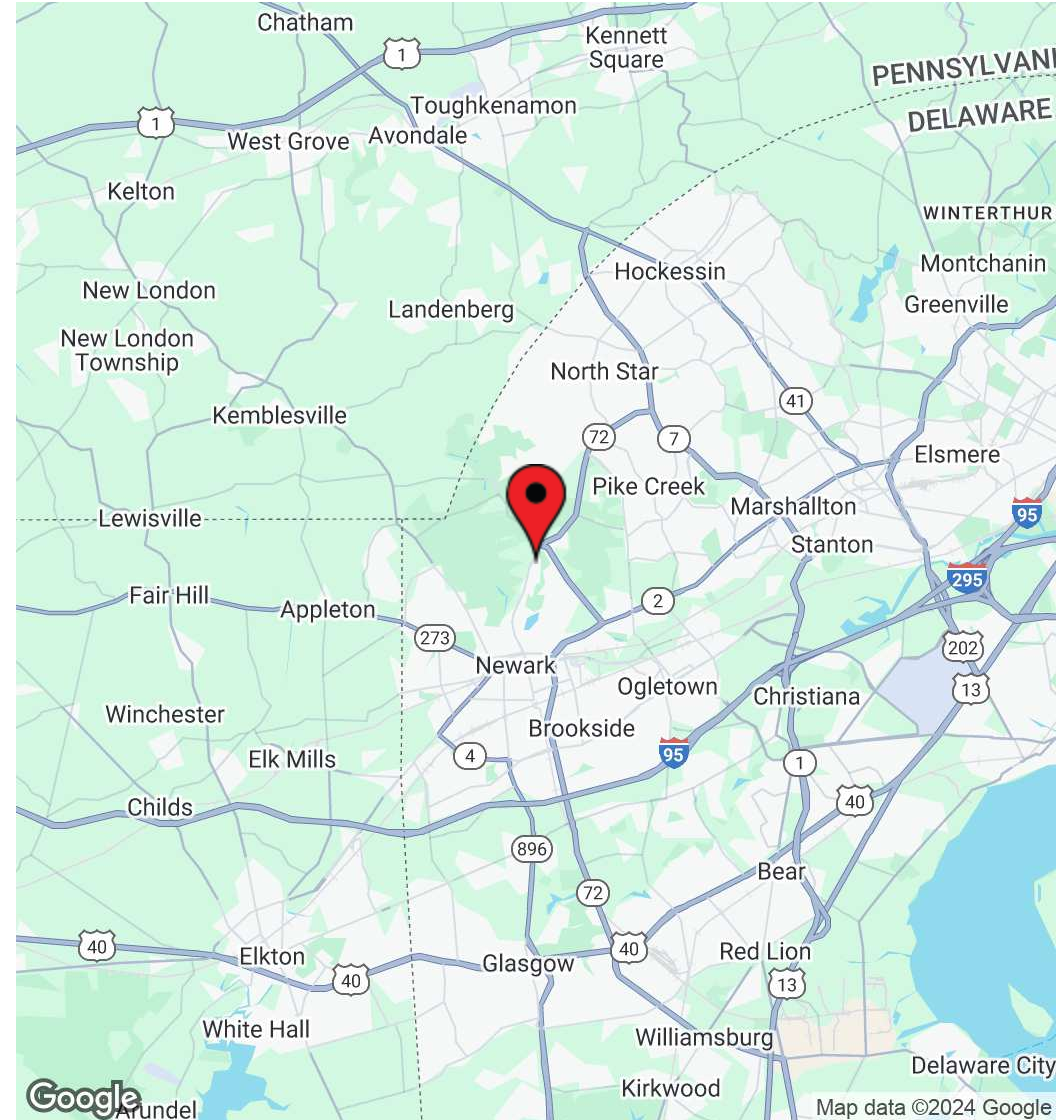 Chatham
Kennett
Square
1
PENNSYLVANI
Toughkenamon
DELAWARE
1
West Grove
Avondale
Kelton
WINTERTHUR
Montchanin
Hockessin
New London
Greenville
Landenberg
New London
Township
North Star
41
Kemblesville
72
7
Elsmere
Pike Creek
Marshallton
95
Lewisville
Stanton
295
Fair Hill
Appleton
2
273
202
Newark
13
Ogletown
Christiana
Winchester
Brookside
95
4
Elk Mills
1
40
Childs
896
Bear
72
40
40
Red Lion
Elkton
Glasgow
40
13
White Hall
Williamsburg
Delaware City
Kirkwood
Google
Arundel
Map data ©2024 Google